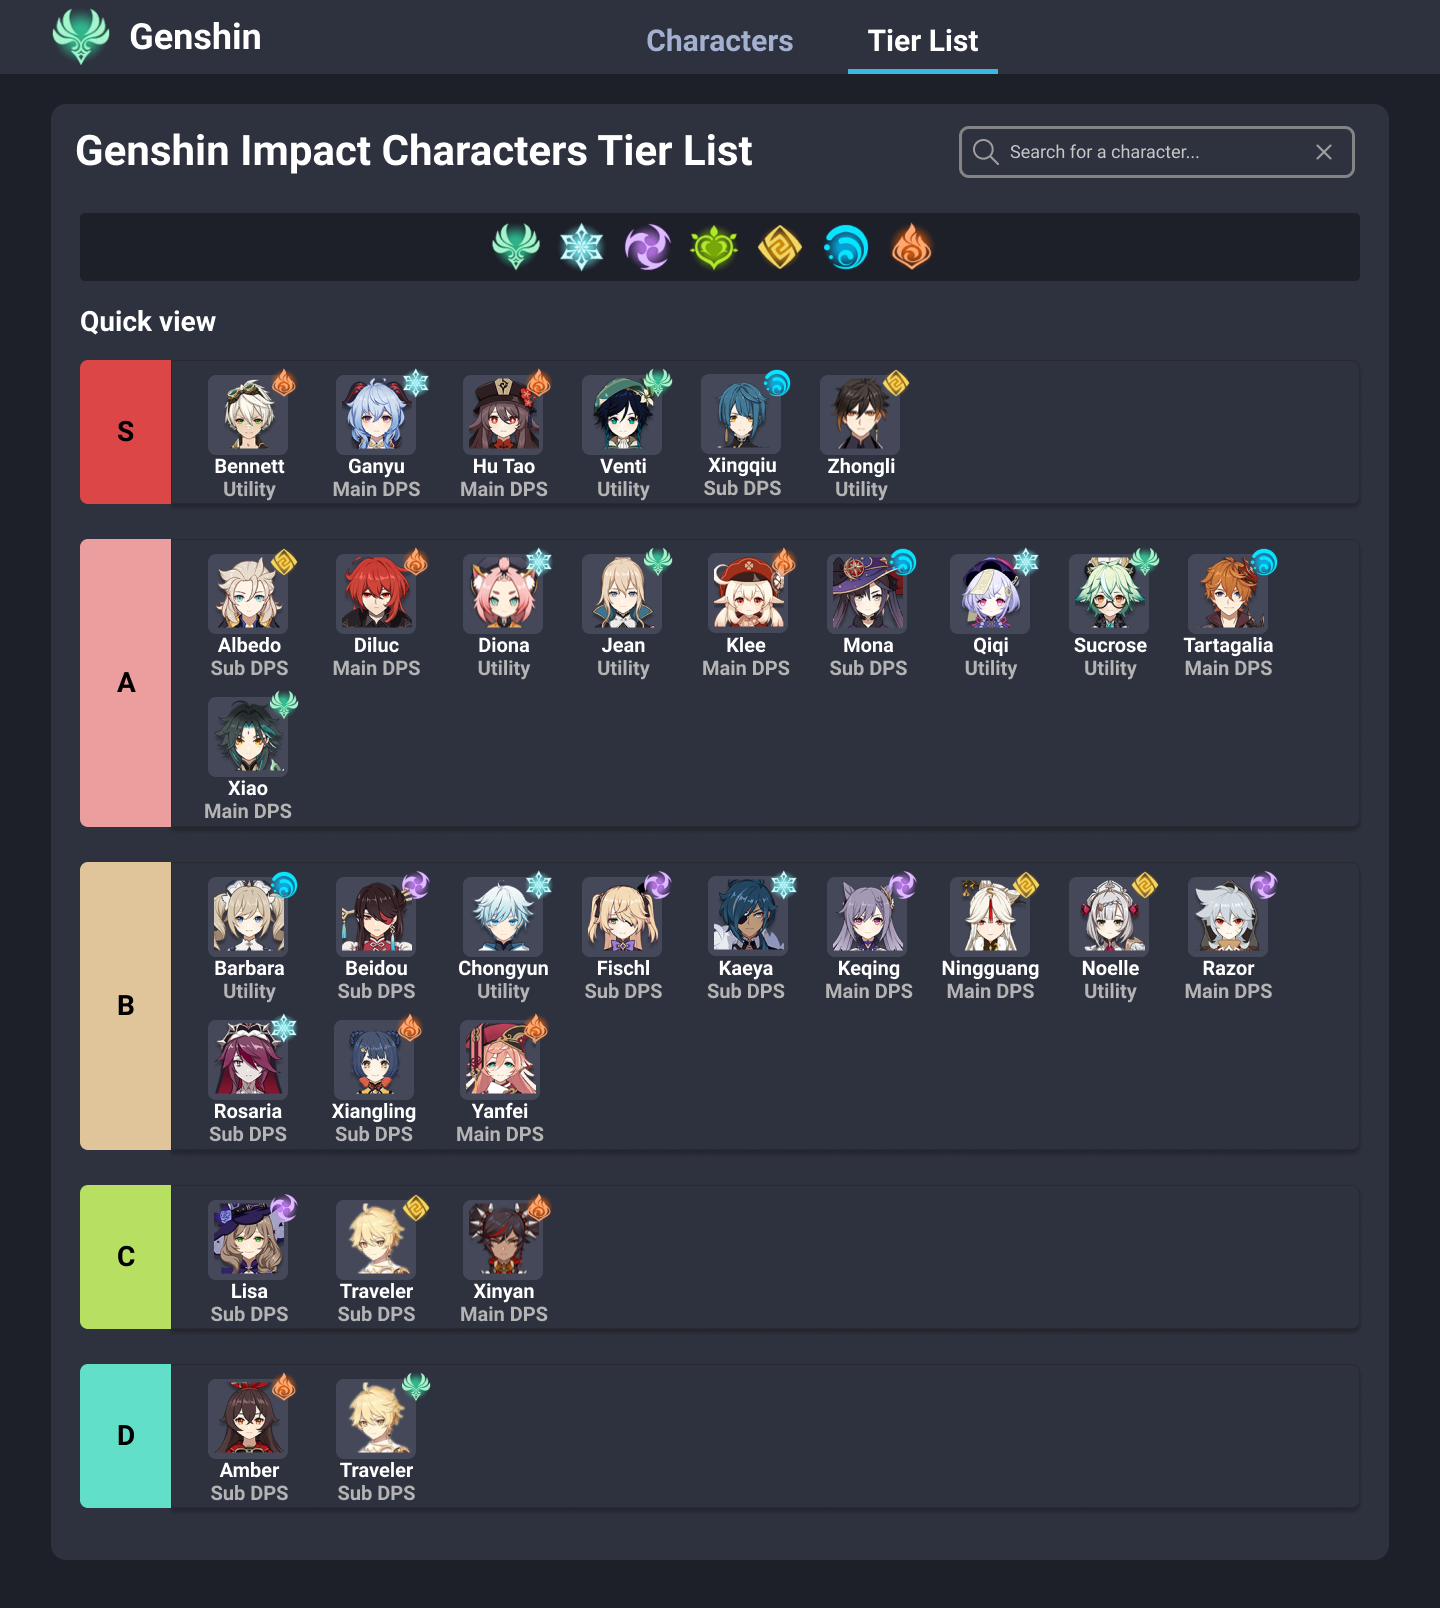 Genshin
Characters
Tier List
Genshin Impact Characters Tier List
Search for a character...
Quick view
S
Bennett
Utility
Ganyu
Main DPS
Hu Tao
Main DPS
Venti
Utility
Xingqiu
Sub DPS
Zhongli
Utility
A
Albedo
Sub DPS
Diluc
Main DPS
Diona
Utility
Jean
Utility
Klee
Main DPS
Mona
Sub DPS
Qiqi
Utility
Sucrose
Utility
Tartagalia
Main DPS
Xiao
Main DPS
B
Barbara
Utility
Beidou
Sub DPS
Chongyun
Utility
Fischl
Sub DPS
Kaeya
Sub DPS
Keqing
Main DPS
Ningguang
Main DPS
Noelle
Utility
Razor
Main DPS
Rosaria
Sub DPS
Xiangling
Sub DPS
Yanfei
Main DPS
C
Lisa
Sub DPS
Traveler
Sub DPS
Xinyan
Main DPS
D
Amber
Sub DPS
Traveler
Sub DPS